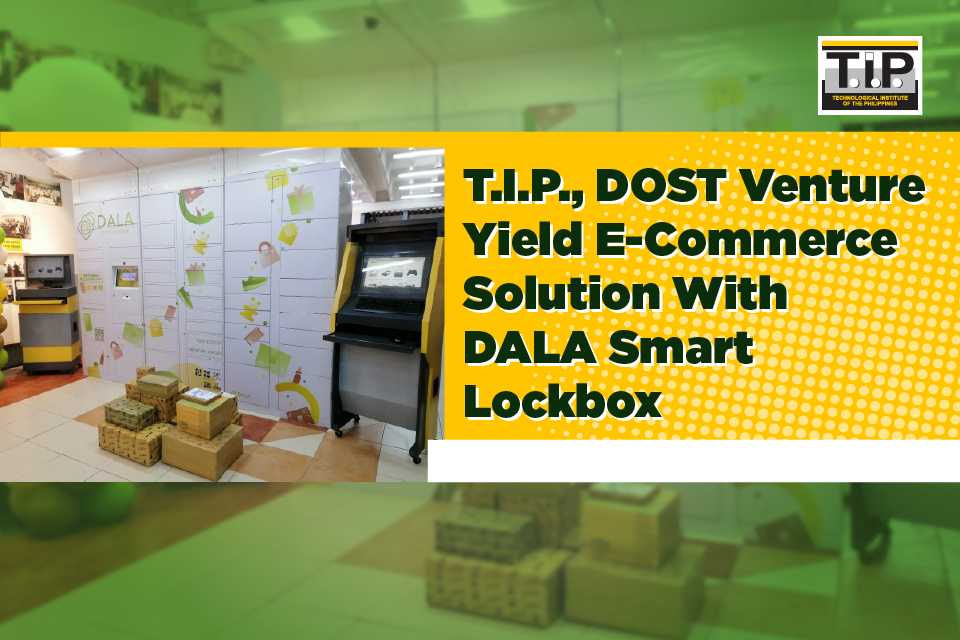 T.I.P.
TECHNOLOGICAL INSTITUTE
OF THE PHILIPPINES
T.I.P., DOST Venture
Yield E-Commerce
Solution With
DALA Smart
Lockbox
DALA